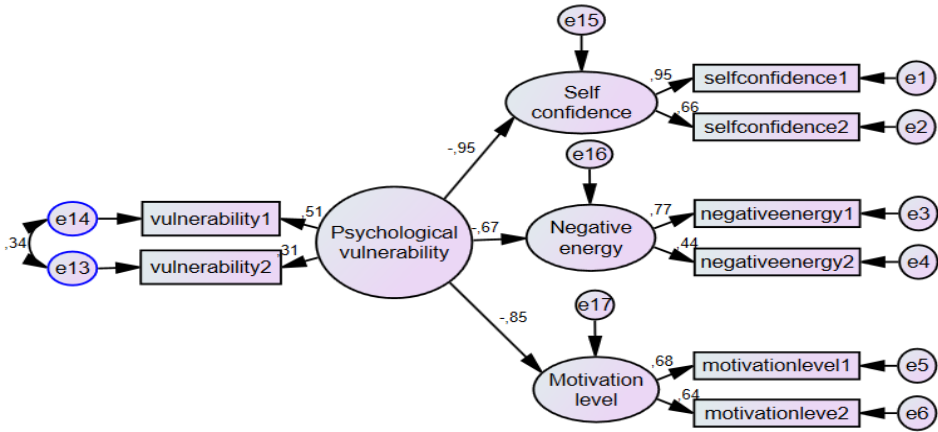 e15
,95
selfconfidence1
e1
Self
confidence
,66
selfconfidence2
e2
-,95
e16
e14
vulnerability1
,51
Psychological
vulnerability
-,67
Negative
energy
,77
negativeenergy1
e3
,34
e13
vulnerability2
,31
,44
negativeenergy2
e4
-,85
e17
Motivation
level
,68
motivationlevel1
e5
,64
motivationleve2
e6